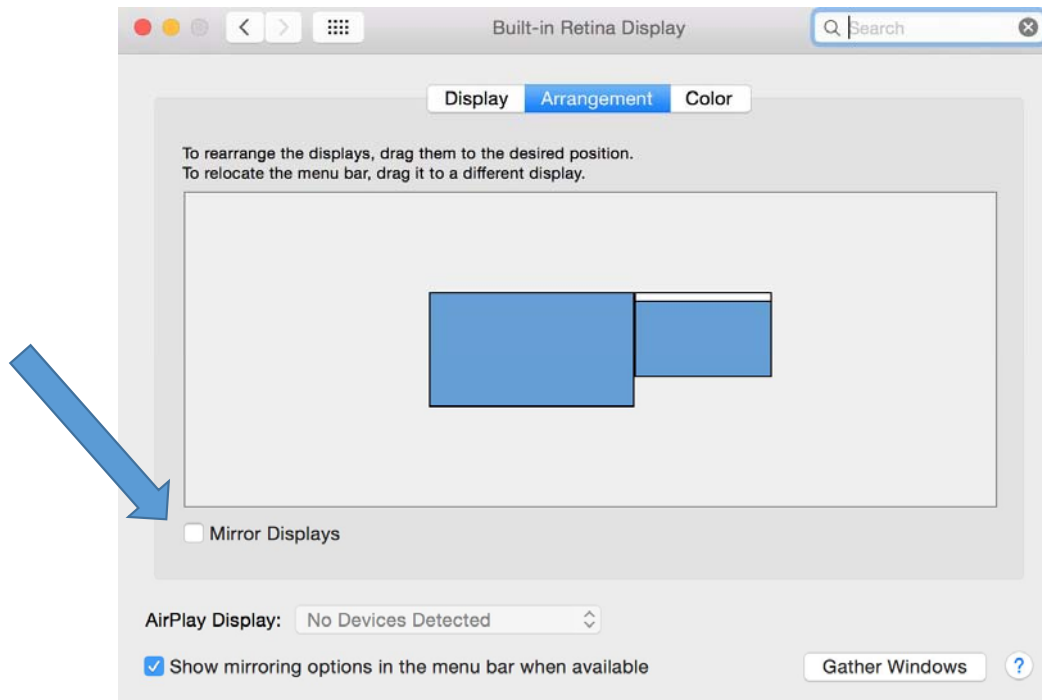 Built-in Retina Display
Search
Display Arrangement Color
To rearrange the displays, drag them to the desired position.
To relocate the menu bar, drag it to a different display.
Mirror Displays
AirPlay Display: No Devices Detected
Show mirroring options in the menu bar when available
Gather Windows
?